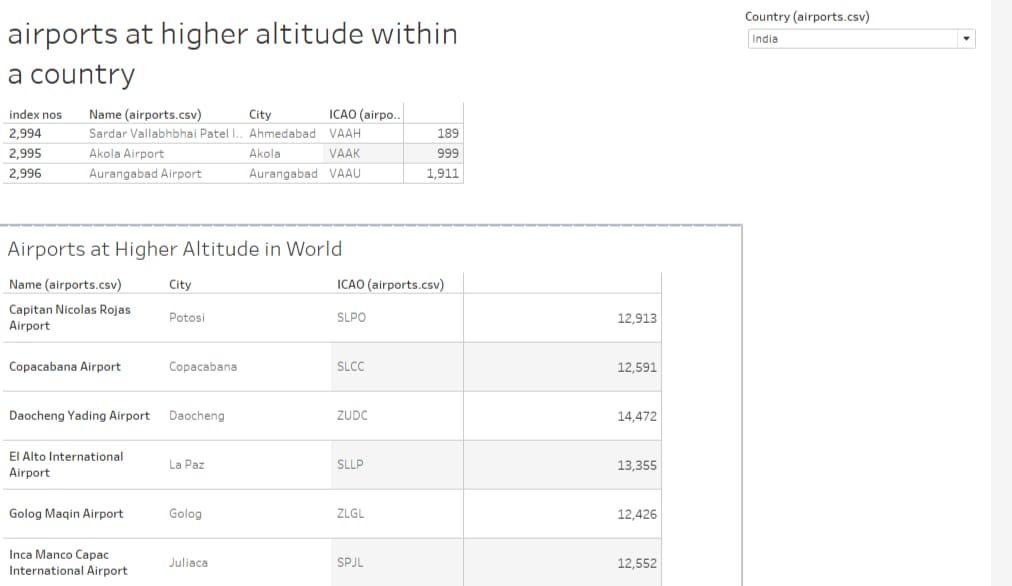 airports at higher altitude within
a country
Country (airports.csv)
India
index nos Name (airports.csv) City ICAO (airpo..
2,994 Sardar Vallabhbhai Patel I.. Ahmedabad VAAH 189
2,995 Akola Airport Akola VAAK 999
2,996 Aurangabad Airport Aurangabad VAAU 1,911
Airports at Higher Altitude in World
Name (airports.csv) City ICAO (airports.csv)
Capitan Nicolas Rojas
Airport Potosi SLPO 12,913
Copacabana Airport Copacabana SLCC 12,591
Daocheng Yading Airport Daocheng ZUDC 14,472
El Alto International
Airport La Paz SLLP 13,355
Golog Maqin Airport Golog ZLGL 12,426
Inca Manco Capac
International Airport Juliaca SPJL 12,552